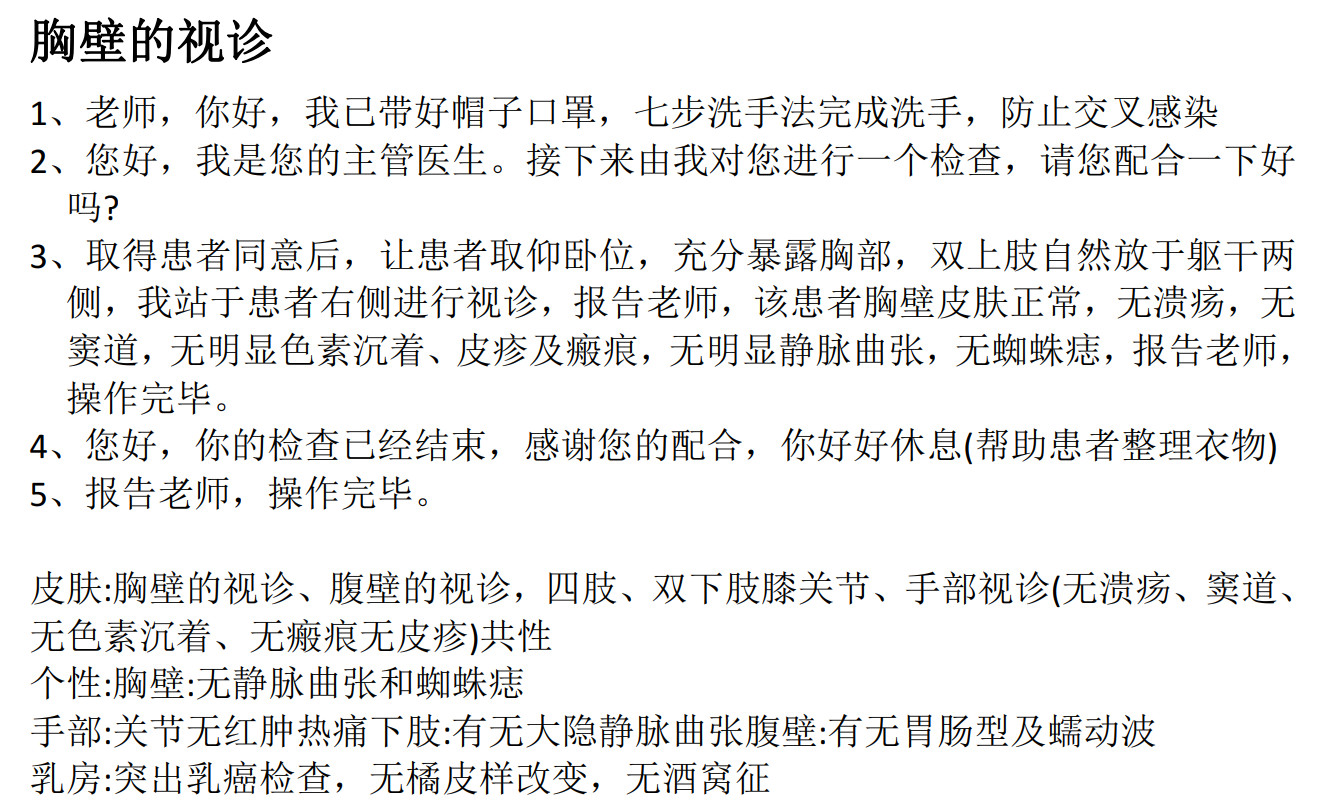 胸壁的视诊
1、老师，你好，我已带好帽子口罩，七步洗手法完成洗手，防止交叉感染
2、您好，我是您的主管医生。接下来由我对您进行一个检查，请您配合一下好
吗?
3、取得患者同意后，让患者取仰卧位，充分暴露胸部，双上肢自然放于躯干两
侧，我站于患者右侧进行视诊，报告老师，该患者胸壁皮肤正常，无溃疡，无
窦道，无明显色素沉着、皮疹及瘢痕，无明显静脉曲张，无蜘蛛痣，报告老师，
操作完毕。
4、您好，你的检查已经结束，感谢您的配合，你好好休息(帮助患者整理衣物)
5、报告老师，操作完毕。
皮肤:胸壁的视诊、腹壁的视诊，四肢、双下肢膝关节、手部视诊(无溃疡、窦道、
无色素沉着、无瘢痕无皮疹)共性
个性:胸壁:无静脉曲张和蜘蛛痣
手部:关节无红肿热痛下肢:有无大隐静脉曲张腹壁:有无胃肠型及蠕动波
乳房:突出乳癌检查，无橘皮样改变，无酒窝征